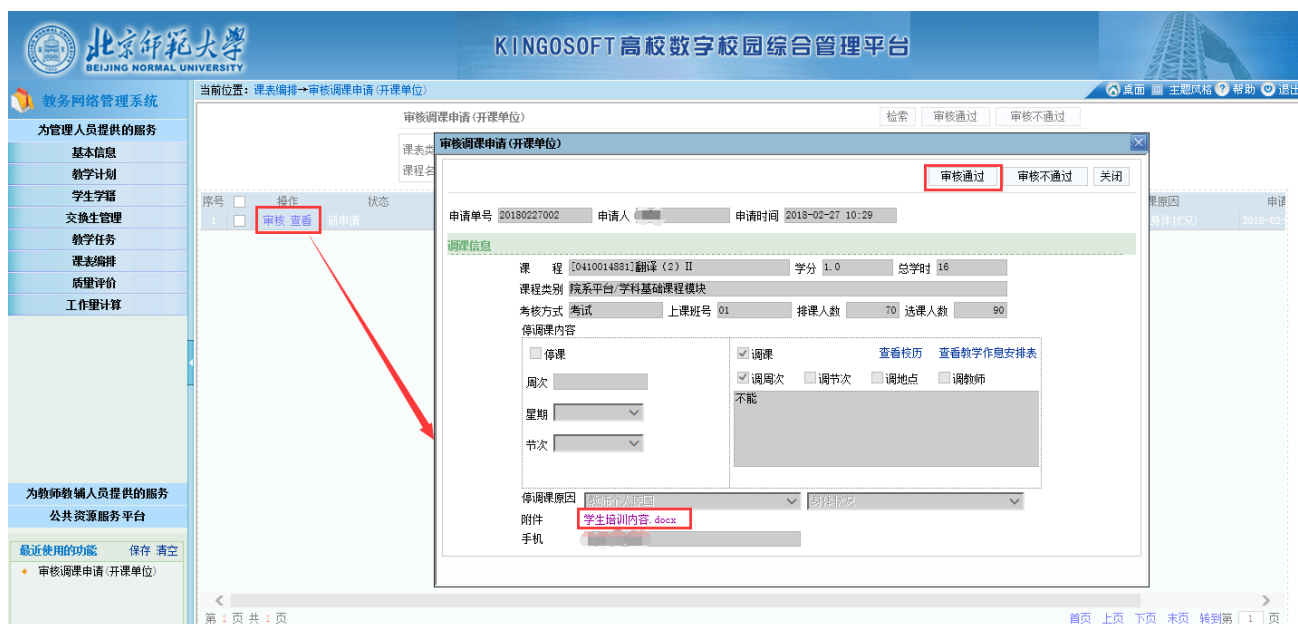 北京师范大学
BEIJING NORMAL UNIVERSITY
KINGOSOFT高校数字校园综合管理平台
教务网络管理系统
当前位置：课表编排→审核调课申请(开课单位)
桌面 主题风格 帮助 退出
为管理人员提供的服务
基本信息
教学计划
学生学籍
交换生管理
教学任务
课表编排
质量评价
工作量计算
为教师教辅人员提供的服务
公共资源服务平台
最近使用的功能 保存 清空
审核调课申请(开课单位)
审核调课申请(开课单位) 检索 审核通过 审核不通过
课表类
课程名
序号 操作 状态 果原因 申请
1 审核 查看 新申请 身体状况) 2018-02-
审核调课申请(开课单位)
审核通过 审核不通过 关闭
申请单号 20180227002 申请人 申请时间 2018-02-27 10:29
调课信息
课 程 [0410014881]翻译（2）II 学分 1.0 总学时 16
课程类别 院系平台/学科基础课程模块
考核方式 考试 上课班号 01 排课人数 70 选课人数 90
停调课内容
停课 调课 查看校历 查看教学作息安排表
周次 调周次 调节次 调地点 调教师
不能
星期
节次
停调课原因 教师个人原因 身体状况
附件 学生培训内容.docx
手机
第 1 页 共 1 页 首页 上页 下页 末页 转到第 1 页